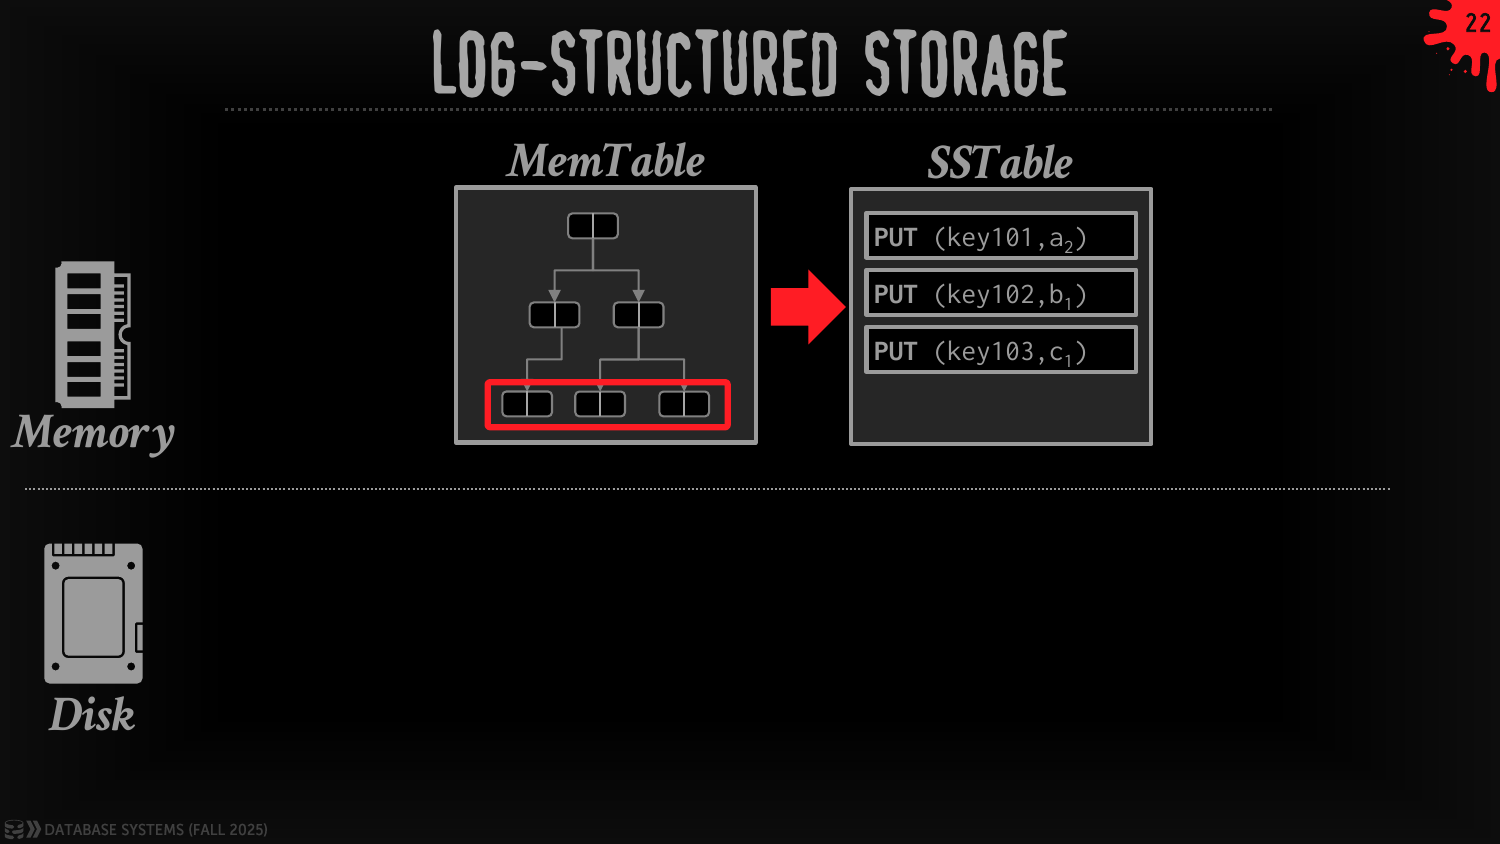 22
LOG-STRUCTURED STORAGE
MemTable
SSTable
PUT (key101,a₂)
PUT (key102,b₁)
PUT (key103,c₁)
Memory
Disk
DATABASE SYSTEMS (FALL 2025)